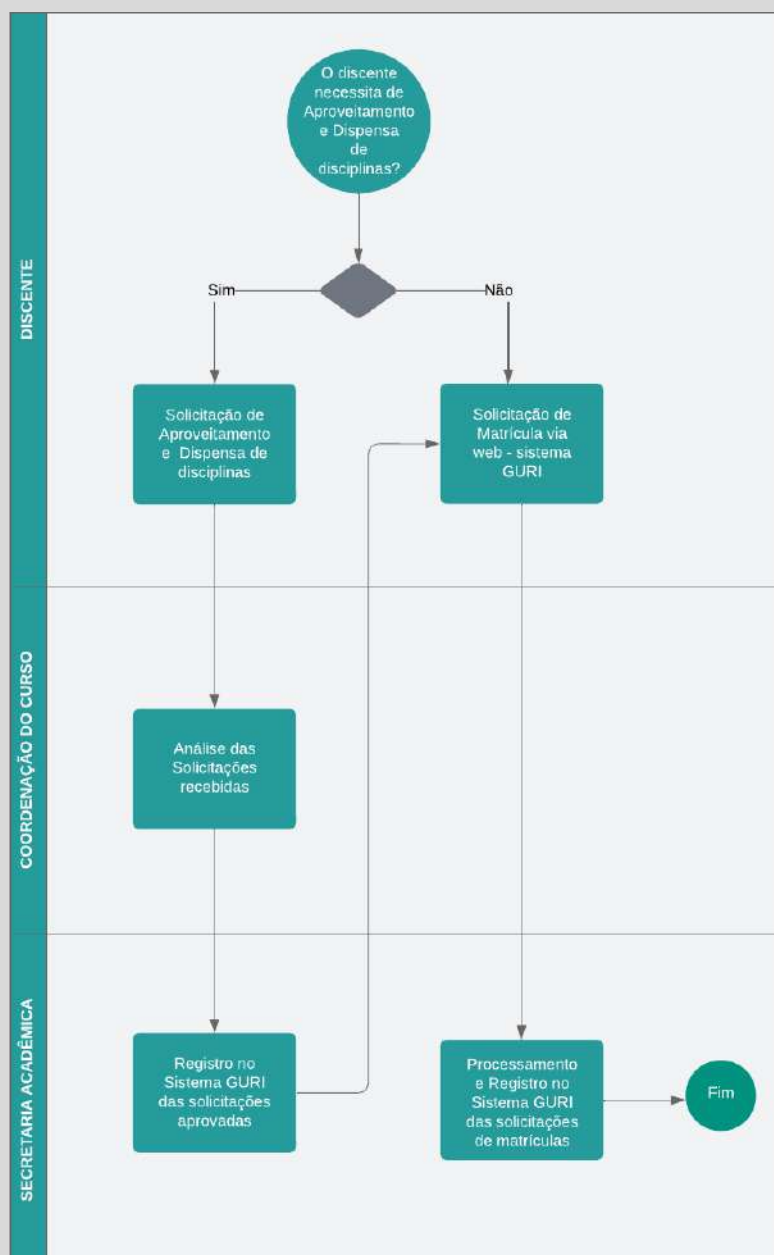 O discente
necessita de
Aproveitamento
e Dispensa
de
disciplinas?
Sim
Não
DISCENTE
Solicitação de
Aproveitamento
e Dispensa de
disciplinas
Solicitação de
Matrícula via
web - sistema
GURI
COORDENAÇÃO DO CURSO
Análise das
Solicitações
recebidas
SECRETARIA ACADÊMICA
Registro no
Sistema GURI
das solicitações
aprovadas
Processamento
e Registro no
Sistema GURI
das solicitações
de matrículas
Fim